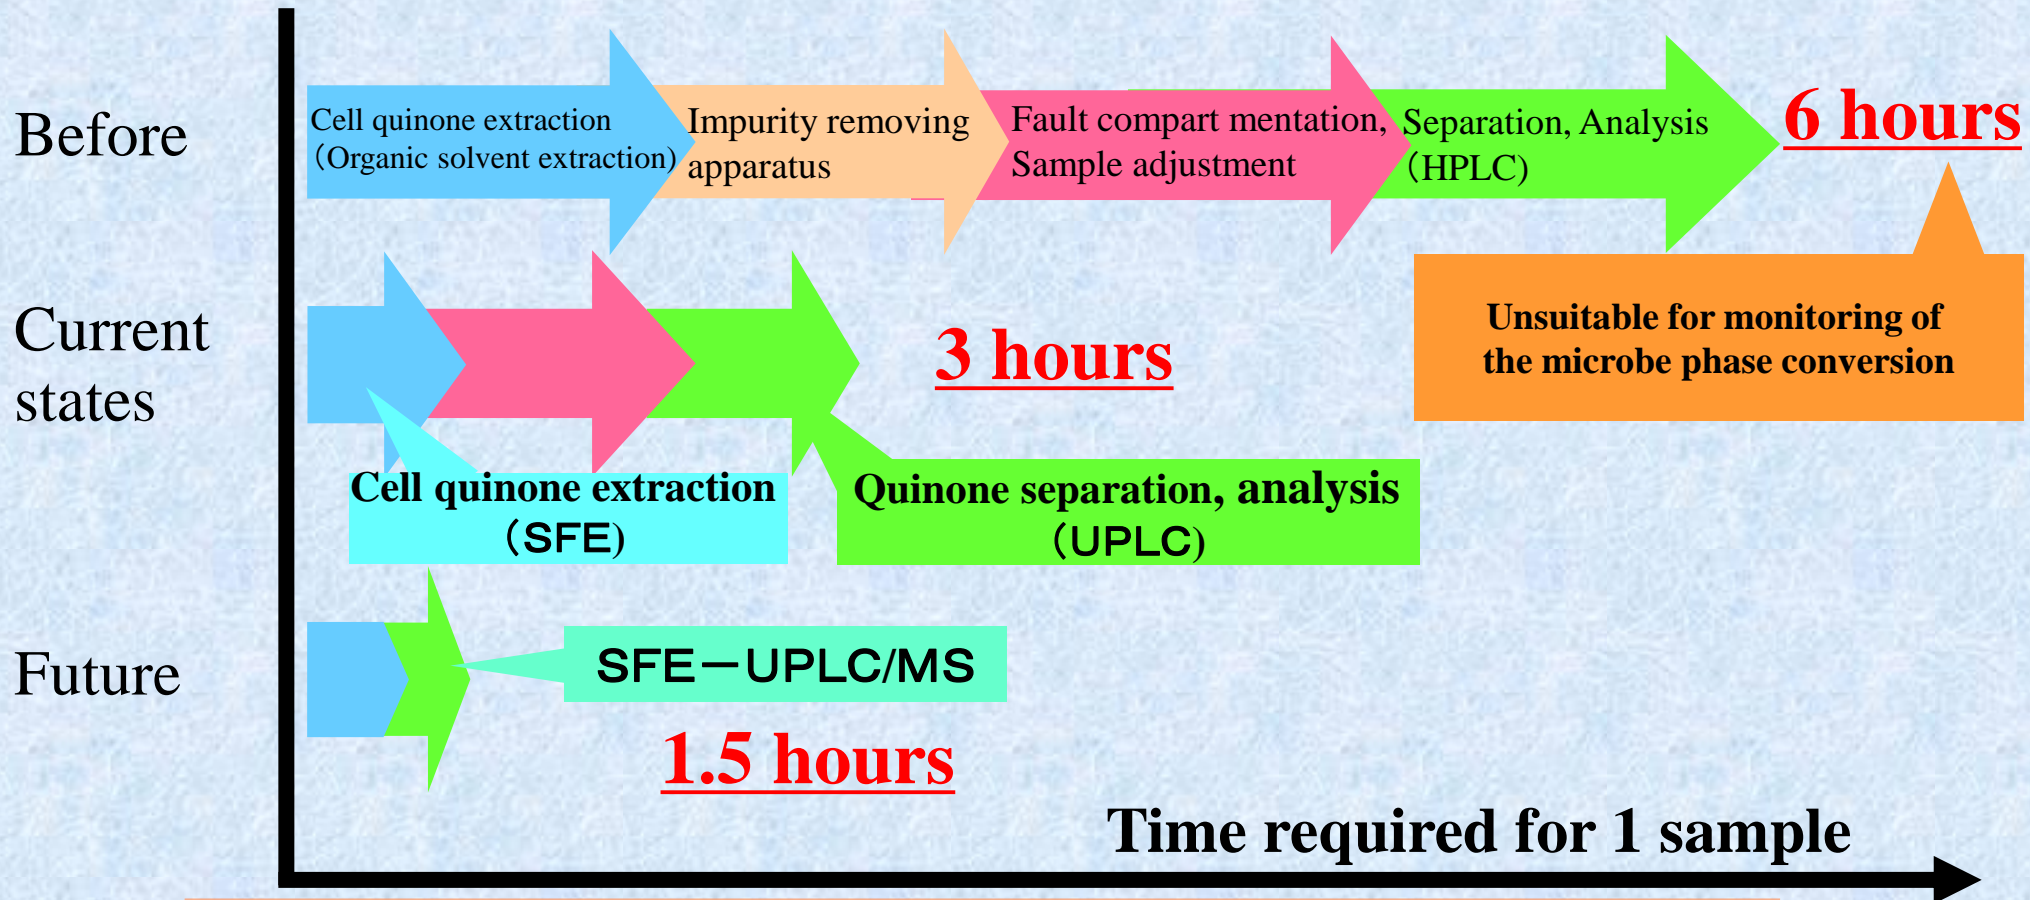 Before
Cell quinone extraction
（Organic solvent extraction)
Impurity removing
apparatus
Fault compart mentation,
Sample adjustment
Separation, Analysis
（HPLC)
6 hours
Unsuitable for monitoring of
the microbe phase conversion
Current
states
3 hours
Cell quinone extraction
（SFE)
Quinone separation, analysis
（UPLC)
Future
SFE－UPLC/MS
1.5 hours
Time required for 1 sample